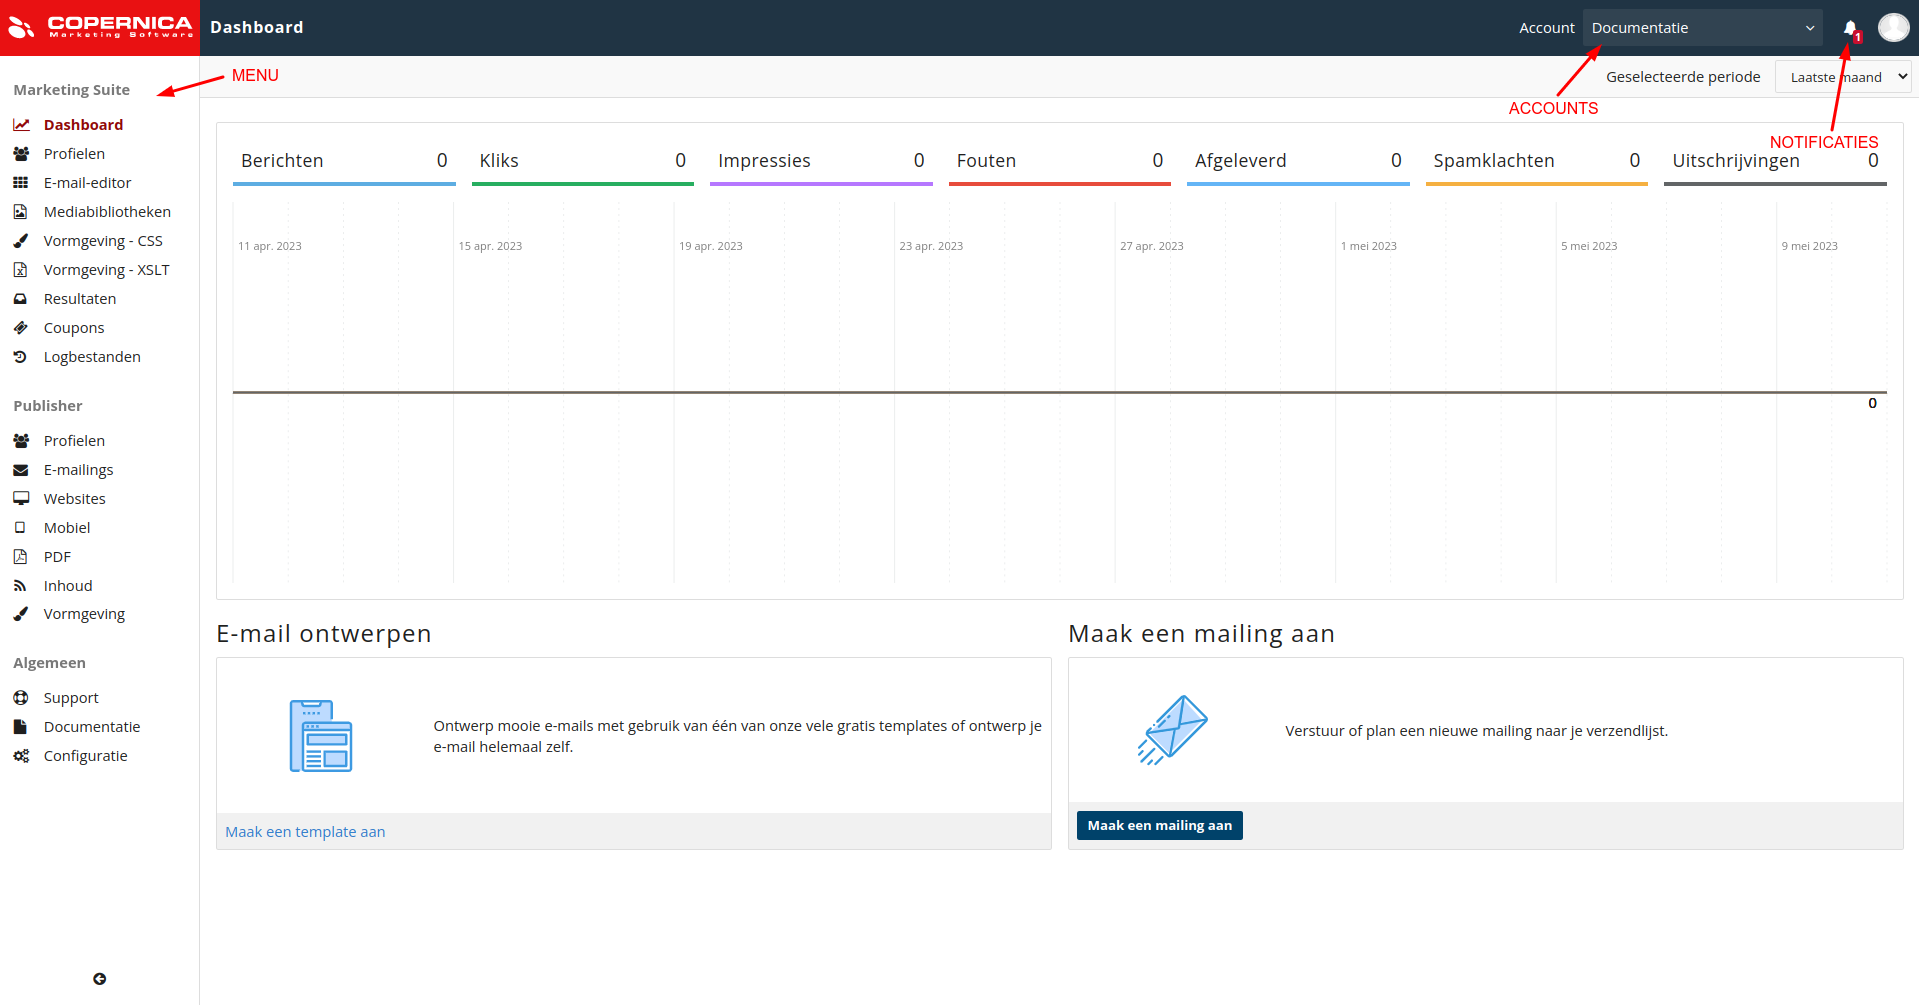 COPERNICA
Marketing Software
Dashboard
Account
Documentatie
1
MENU
ACCOUNTS
NOTIFICATIES
Geselecteerde periode
Laatste maand
Marketing Suite
Dashboard
Profielen
E-mail-editor
Mediabibliotheken
Vormgeving - CSS
Vormgeving - XSLT
Resultaten
Coupons
Logbestanden
Publisher
Profielen
E-mailings
Websites
Mobiel
PDF
Inhoud
Vormgeving
Algemeen
Support
Documentatie
Configuratie
Berichten 0
Kliks 0
Impressies 0
Fouten 0
Afgeleverd 0
Spamklachten 0
Uitschrijvingen 0
11 apr. 2023
15 apr. 2023
19 apr. 2023
23 apr. 2023
27 apr. 2023
1 mei 2023
5 mei 2023
9 mei 2023
0
E-mail ontwerpen
Ontwerp mooie e-mails met gebruik van één van onze vele gratis templates of ontwerp je
e-mail helemaal zelf.
Maak een template aan
Maak een mailing aan
Verstuur of plan een nieuwe mailing naar je verzendlijst.
Maak een mailing aan